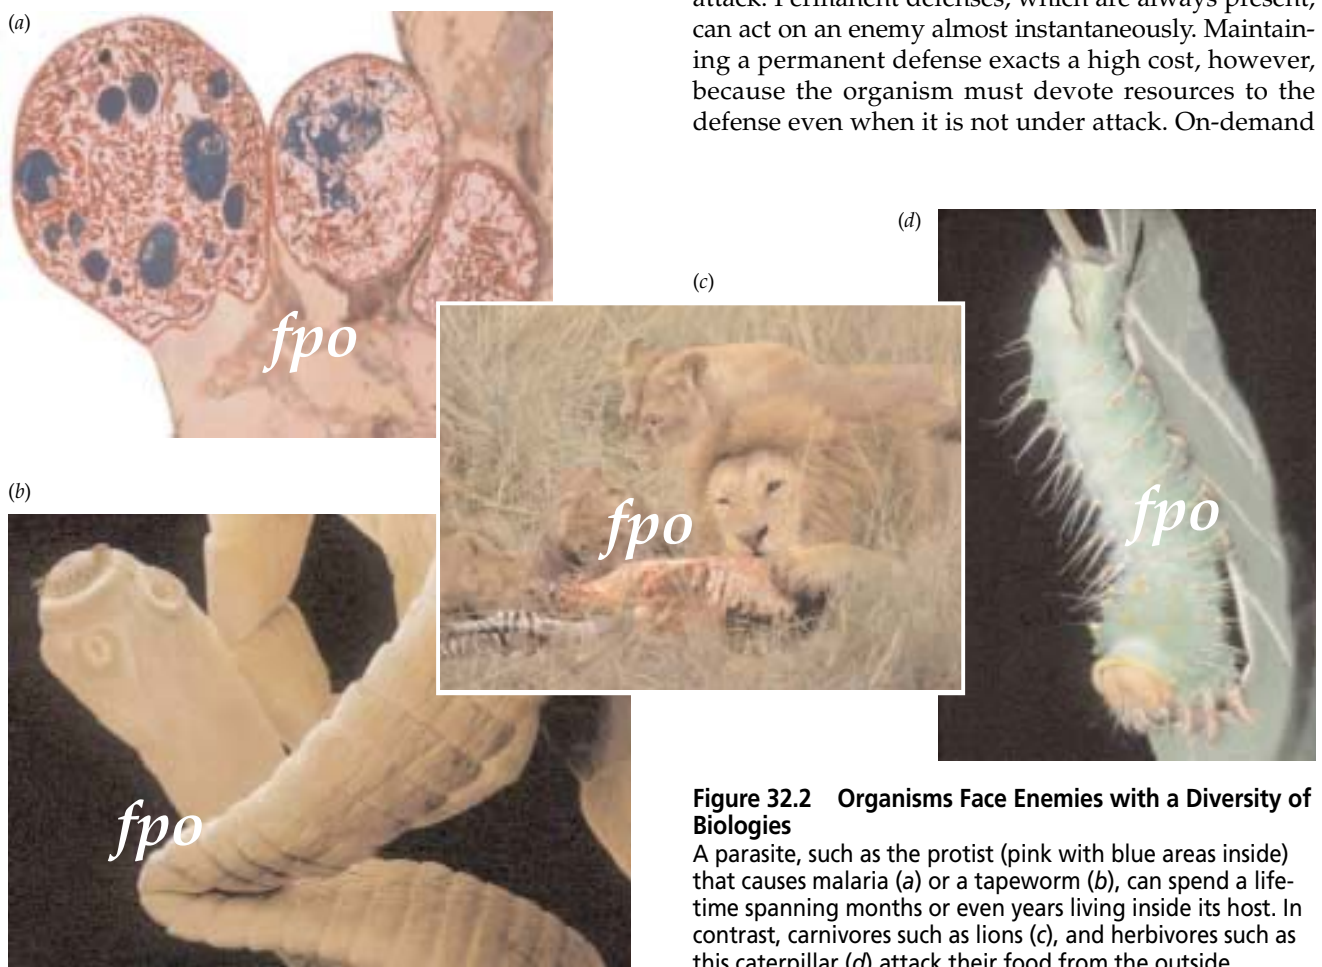 (a)
attack. Permanent defenses, which are always present,
can act on an enemy almost instantaneously. Maintain-
ing a permanent defense exacts a high cost, however,
because the organism must devote resources to the
defense even when it is not under attack. On-demand
(d)
(c)
fpo
(b)
fpo
fpo
fpo
Figure 32.2 Organisms Face Enemies with a Diversity of
Biologies
A parasite, such as the protist (pink with blue areas inside)
that causes malaria (a) or a tapeworm (b), can spend a life-
time spanning months or even years living inside its host. In
contrast, carnivores such as lions (c), and herbivores such as
this caterpillar (d) attack their food from the outside.